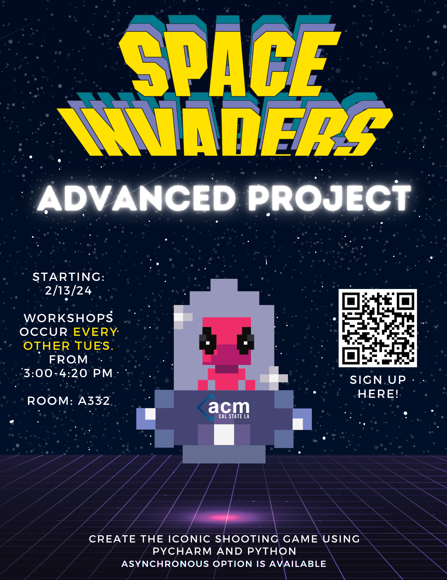 SPACE
INVADERS
ADVANCED PROJECT
STARTING:
2/13/24
WORKSHOPS
OCCUR EVERY
OTHER TUES.
FROM
3:00-4:20 PM
ROOM: A332
acm
CAL STATE LA
SIGN UP
HERE!
CREATE THE ICONIC SHOOTING GAME USING
PYCHARM AND PYTHON
ASYNCHRONOUS OPTION IS AVAILABLE